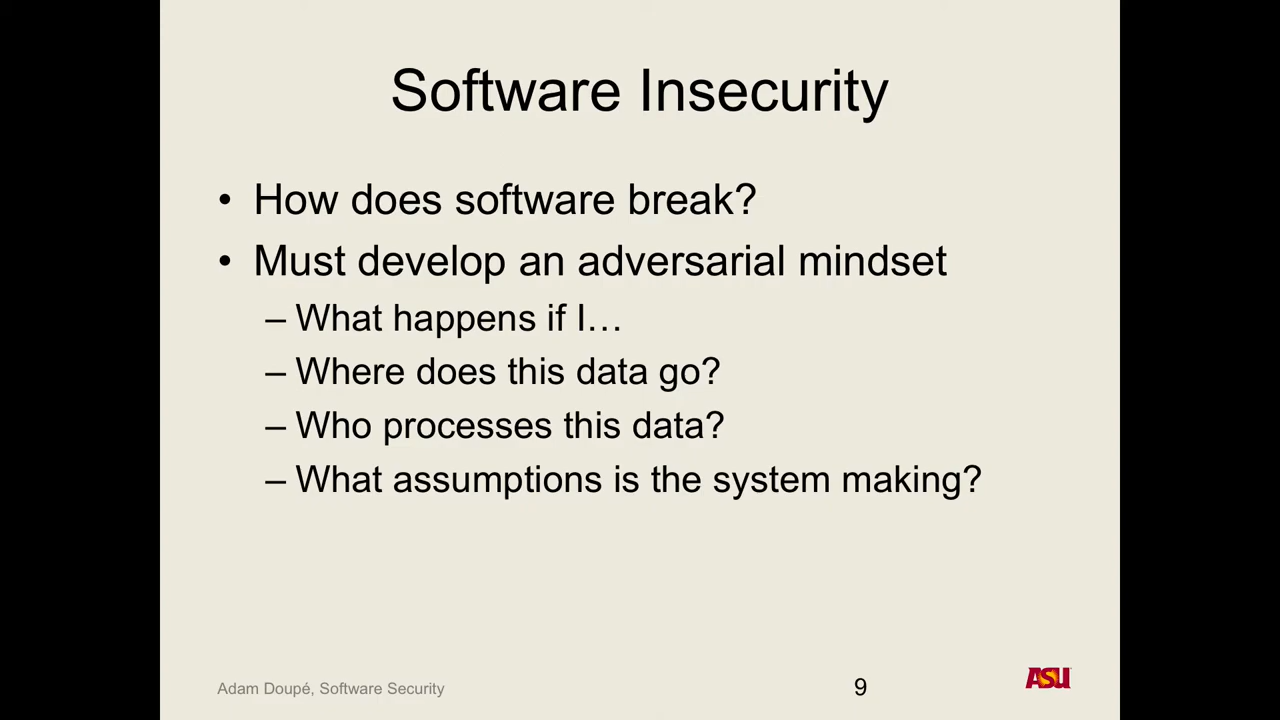 Software Insecurity
• How does software break?
• Must develop an adversarial mindset
– What happens if I…
– Where does this data go?
– Who processes this data?
– What assumptions is the system making?
Adam Doupé, Software Security
9
ASU